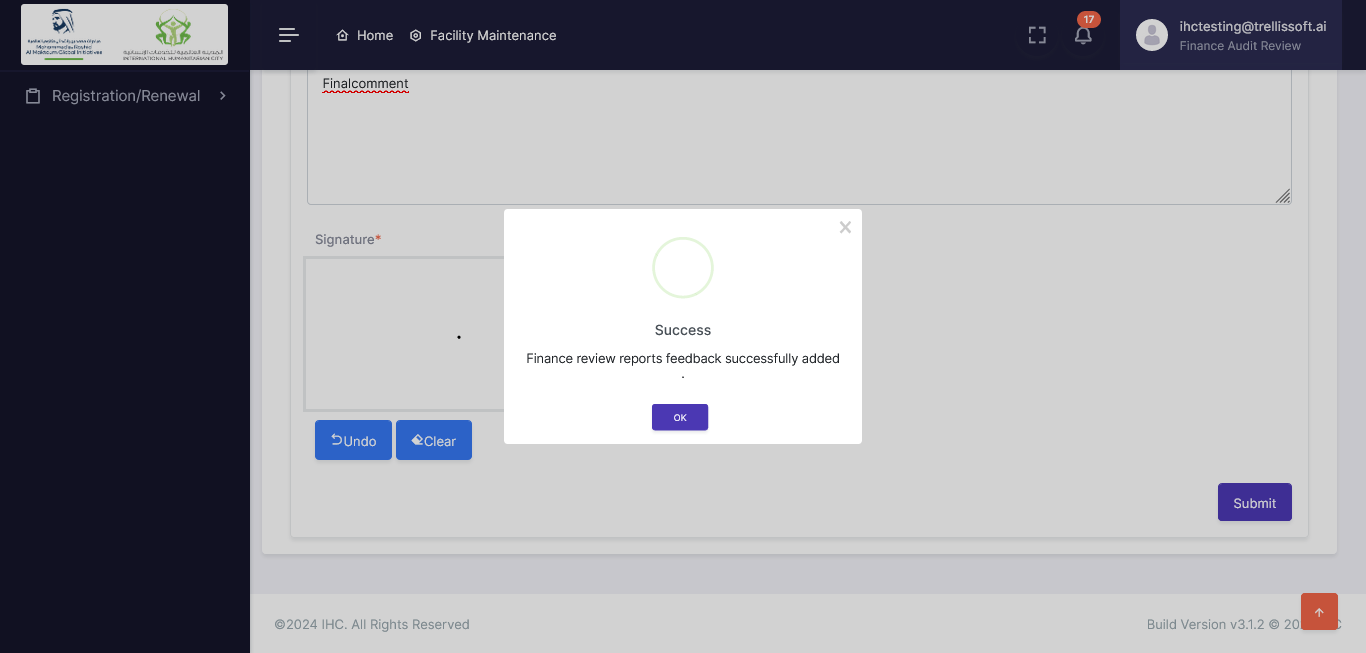 Mohammed bin Rashid
Al Maktoum Global Initiatives
INTERNATIONAL HUMANITARIAN CITY
Home
Facility Maintenance
17
ihctesting@trellissoft.ai
Finance Audit Review
Registration/Renewal
Finalcomment
Signature*
Success
Finance review reports feedback successfully added
.
OK
Undo
Clear
Submit
©2024 IHC. All Rights Reserved
Build Version v3.1.2 ©